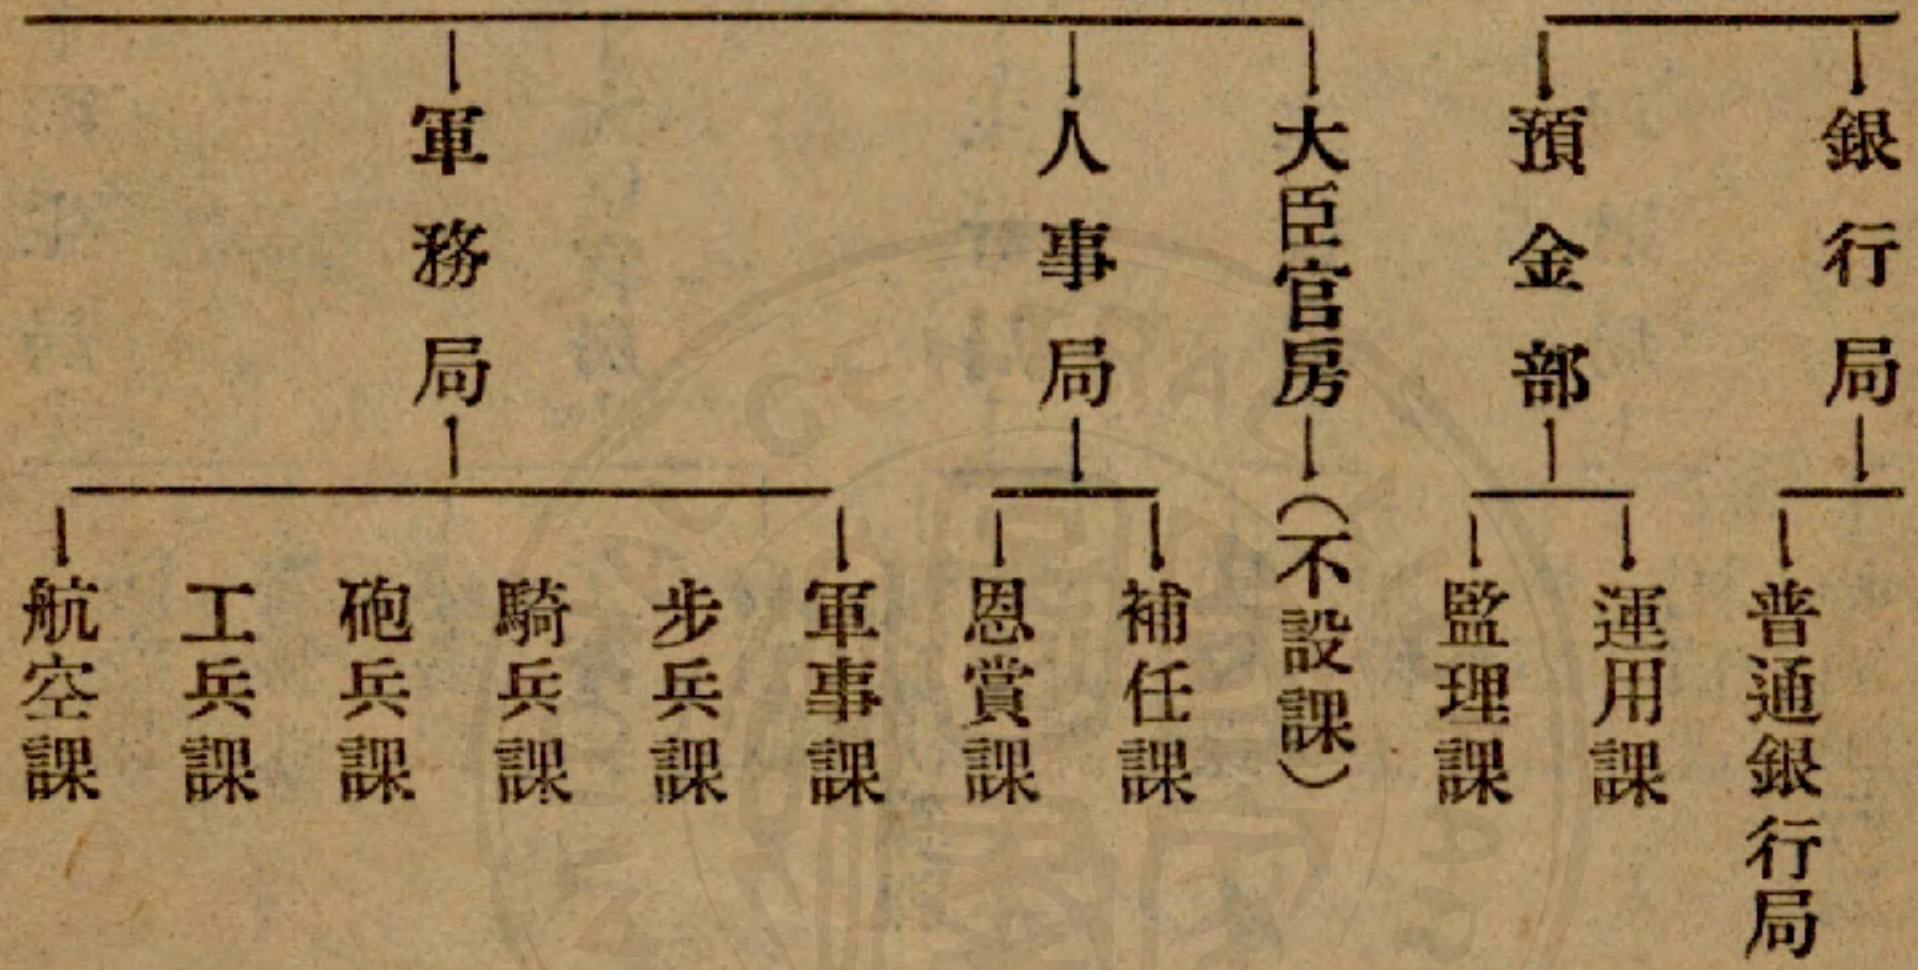 銀行局
普通銀行局
預金部
運用課
監理課
大臣官房
(不設課)
人事局
補任課
恩賞課
軍務局
軍事課
步兵課
騎兵課
砲兵課
工兵課
航空課